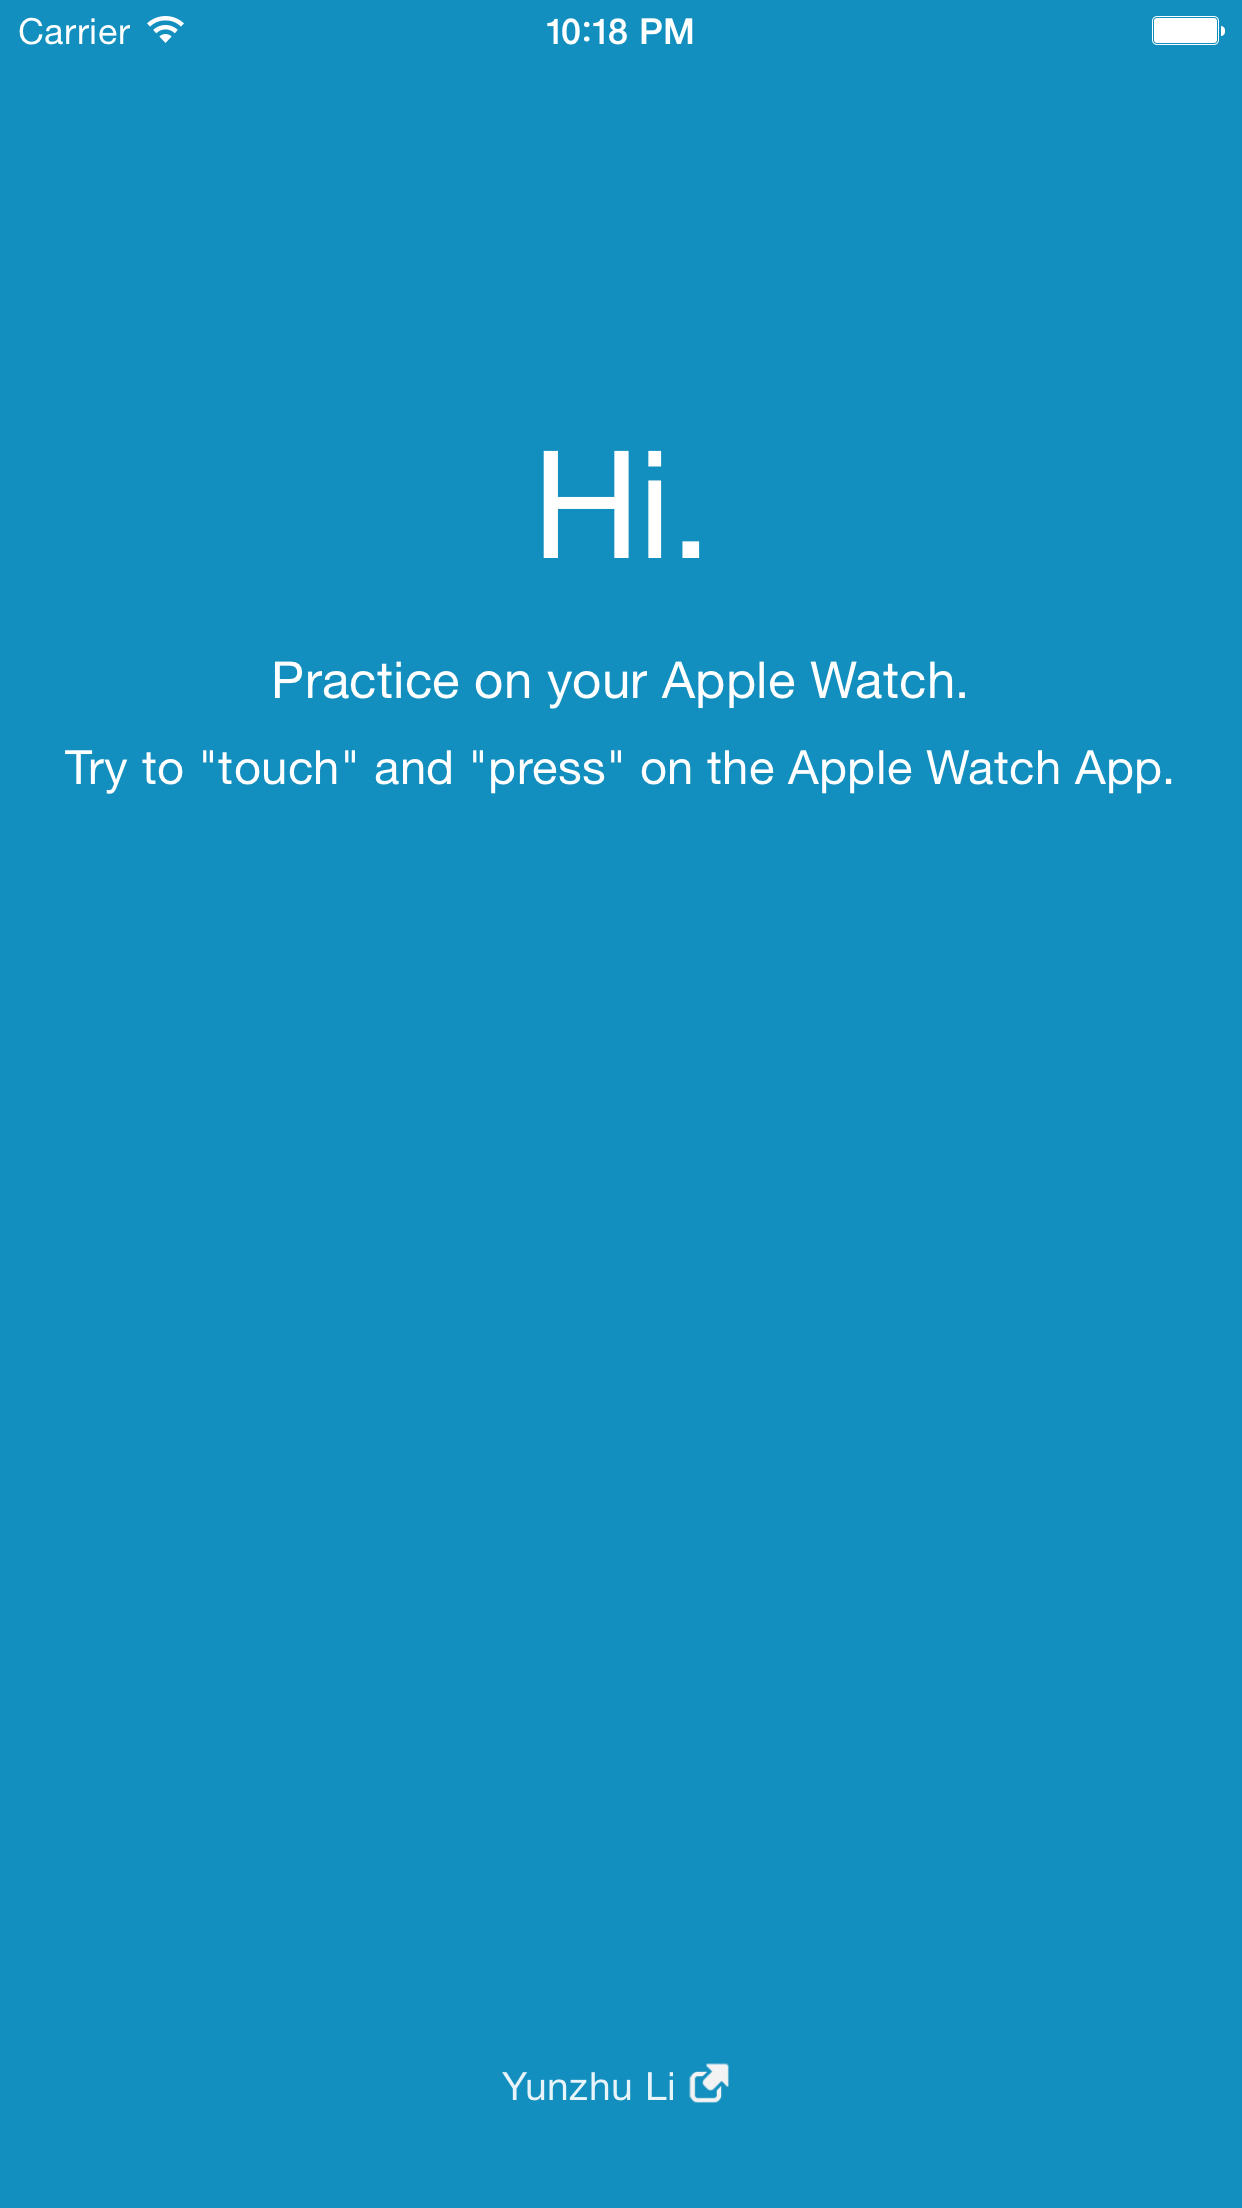 Carrier
10:18 PM
Hi.
Practice on your Apple Watch.
Try to "touch" and "press" on the Apple Watch App.
Yunzhu Li